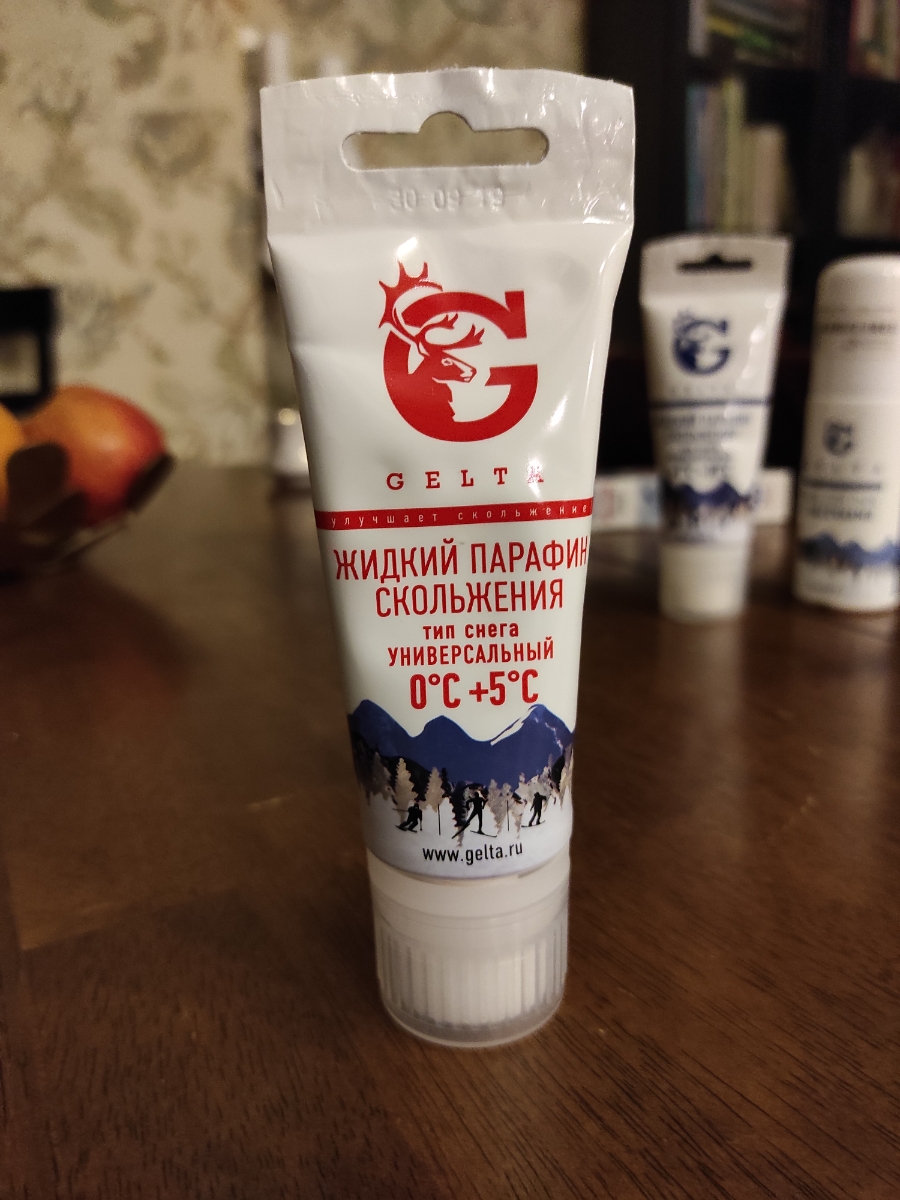 30 09 19
GELTA
улучшает скольжение
ЖИДКИЙ ПАРАФИН
СКОЛЬЖЕНИЯ
тип снега
УНИВЕРСАЛЬНЫЙ
0°C +5°C
www.gelta.ru